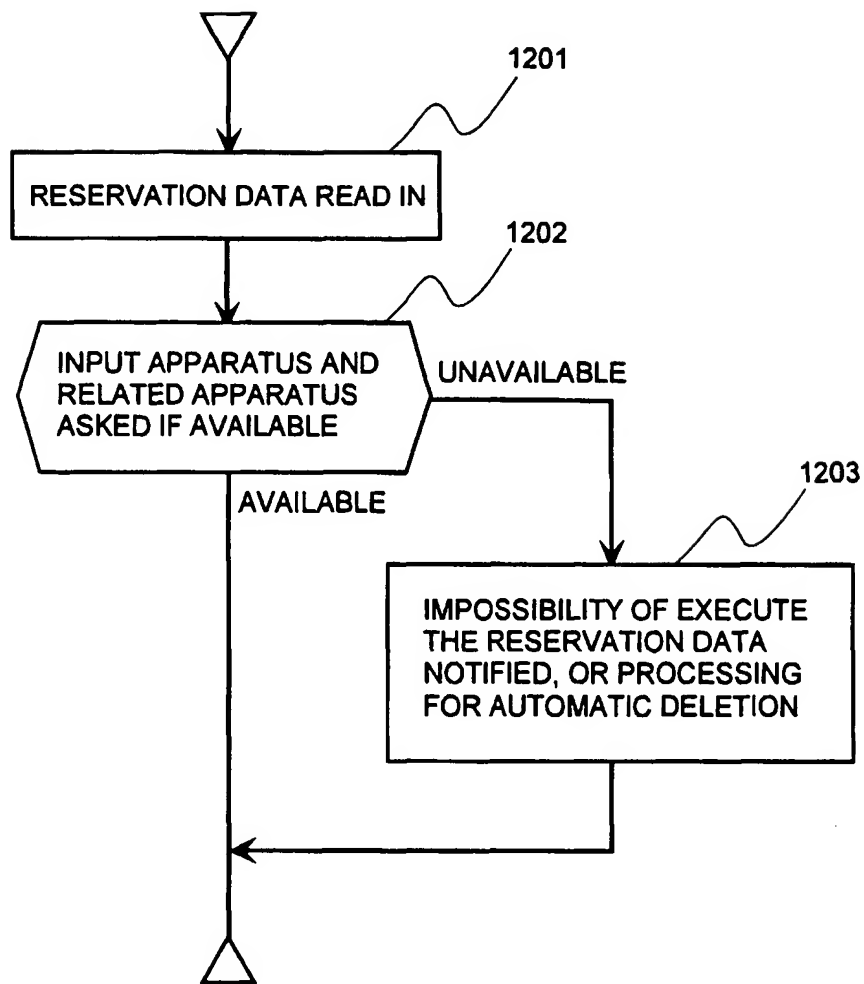 1201
RESERVATION DATA READ IN
1202
INPUT APPARATUS AND
RELATED APPARATUS
ASKED IF AVAILABLE
UNAVAILABLE
AVAILABLE
1203
IMPOSSIBILITY OF EXECUTE
THE RESERVATION DATA
NOTIFIED, OR PROCESSING
FOR AUTOMATIC DELETION